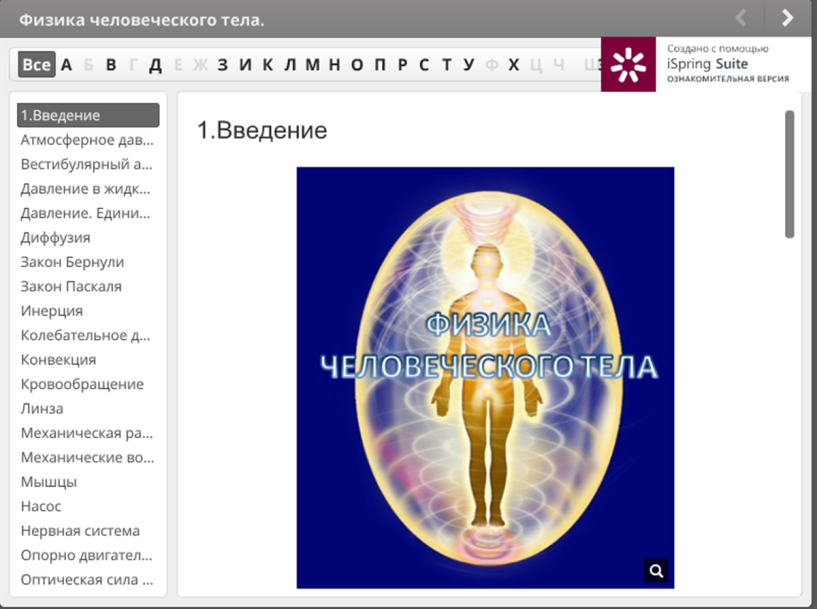 Физика человеческого тела.
Все А Б В Г Д Е Ж З И К Л М Н О П Р С Т У Ф Х Ц Ч Ш
Создано с помощью
iSpring Suite
ОЗНАКОМИТЕЛЬНАЯ ВЕРСИЯ
1.Введение
Атмосферное дав...
Вестибулярный а...
Давление в жидк...
Давление. Едини...
Диффузия
Закон Бернули
Закон Паскаля
Инерция
Колебательное д...
Конвекция
Кровообращение
Линза
Механическая ра...
Механические во...
Мышцы
Насос
Нервная система
Опорно двигател...
Оптическая сила ...
1.Введение
ФИЗИКА
ЧЕЛОВЕЧЕСКОГО ТЕЛА